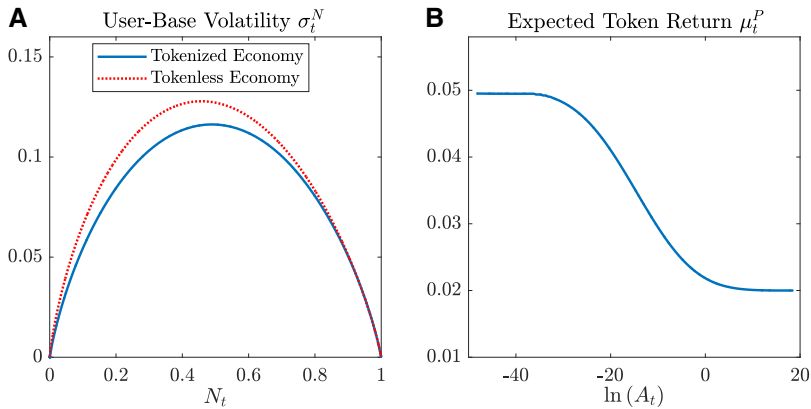 A
User-Base Volatility σ_t^N
Tokenized Economy
Tokenless Economy
0.15
0.1
0.05
0
0
0.2
0.4
0.6
0.8
1
N_t
B
Expected Token Return μ_t^P
0.05
0.04
0.03
0.02
0.01
-40
-20
0
20
ln (A_t)